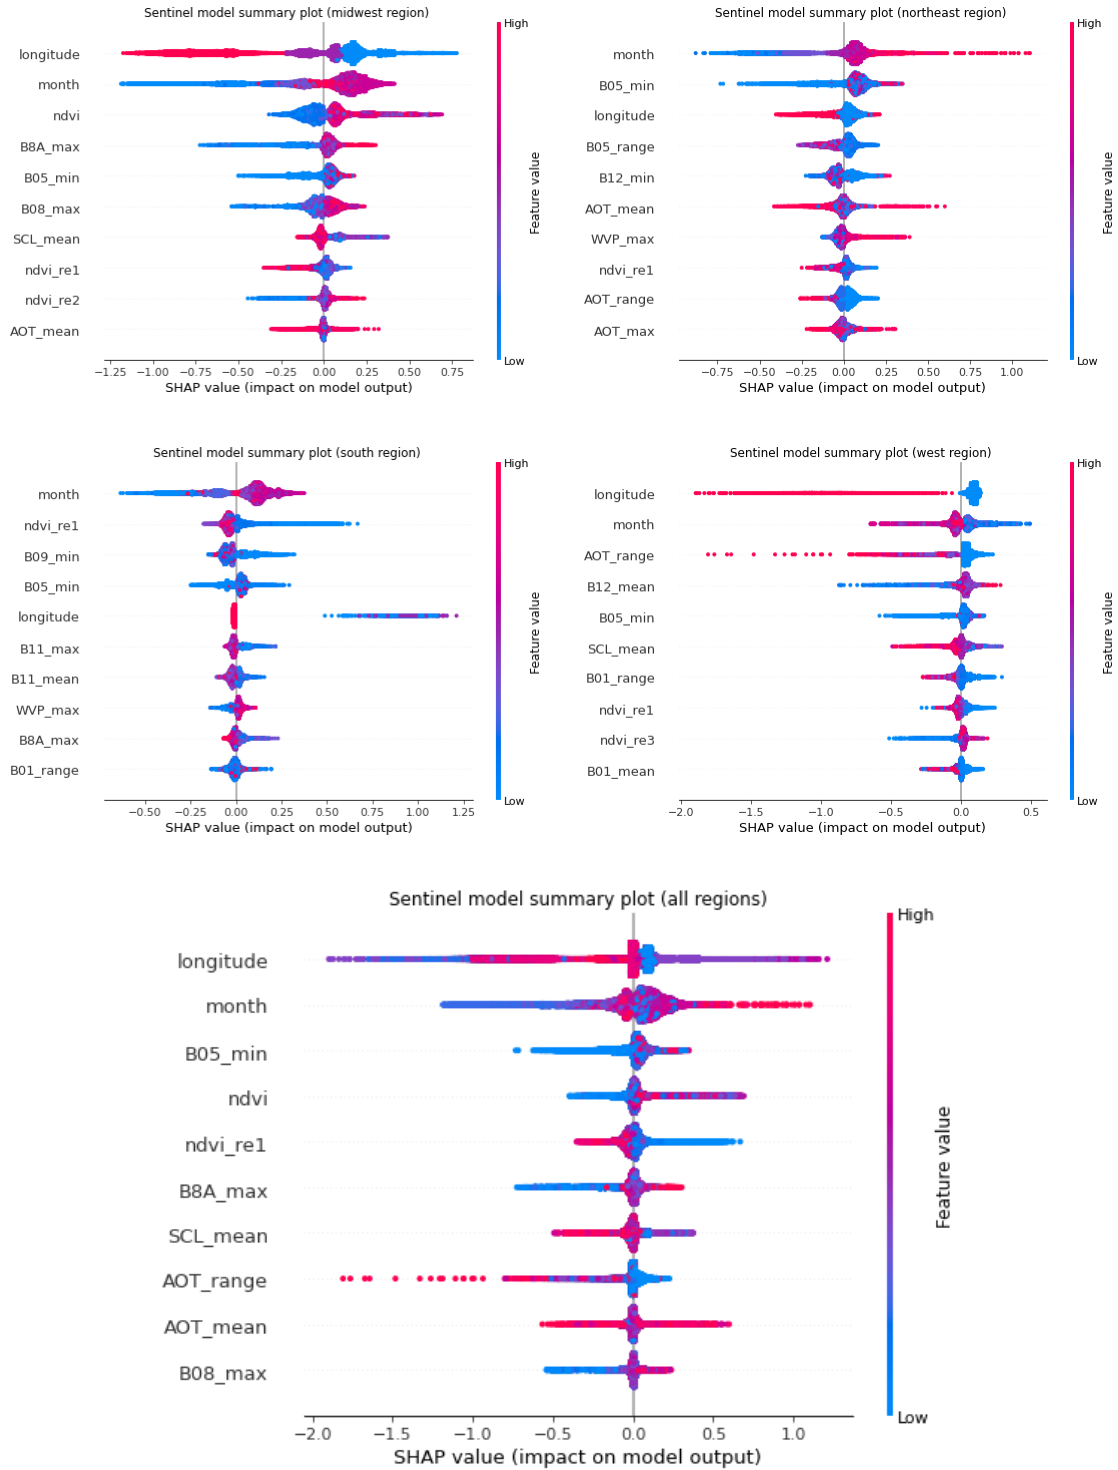 Sentinel model summary plot (midwest region)
High
longitude
month
ndvi
B8A_max
B05_min
B08_max
SCL_mean
ndvi_re1
ndvi_re2
AOT_mean
Feature value
Low
−1.25 −1.00 −0.75 −0.50 −0.25 0.00 0.25 0.50 0.75
SHAP value (impact on model output)
Sentinel model summary plot (northeast region)
High
month
B05_min
longitude
B05_range
B12_min
AOT_mean
WVP_max
ndvi_re1
AOT_range
AOT_max
Feature value
Low
−0.75 −0.50 −0.25 0.00 0.25 0.50 0.75 1.00
SHAP value (impact on model output)
Sentinel model summary plot (south region)
High
month
ndvi_re1
B09_min
B05_min
longitude
B11_max
B11_mean
WVP_max
B8A_max
B01_range
Feature value
Low
−0.50 −0.25 0.00 0.25 0.50 0.75 1.00 1.25
SHAP value (impact on model output)
Sentinel model summary plot (west region)
High
longitude
month
AOT_range
B12_mean
B05_min
SCL_mean
B01_range
ndvi_re1
ndvi_re3
B01_mean
Feature value
Low
−2.0 −1.5 −1.0 −0.5 0.0 0.5
SHAP value (impact on model output)
Sentinel model summary plot (all regions)
High
longitude
month
B05_min
ndvi
ndvi_re1
B8A_max
SCL_mean
AOT_range
AOT_mean
B08_max
Feature value
Low
−2.0 −1.5 −1.0 −0.5 0.0 0.5 1.0
SHAP value (impact on model output)